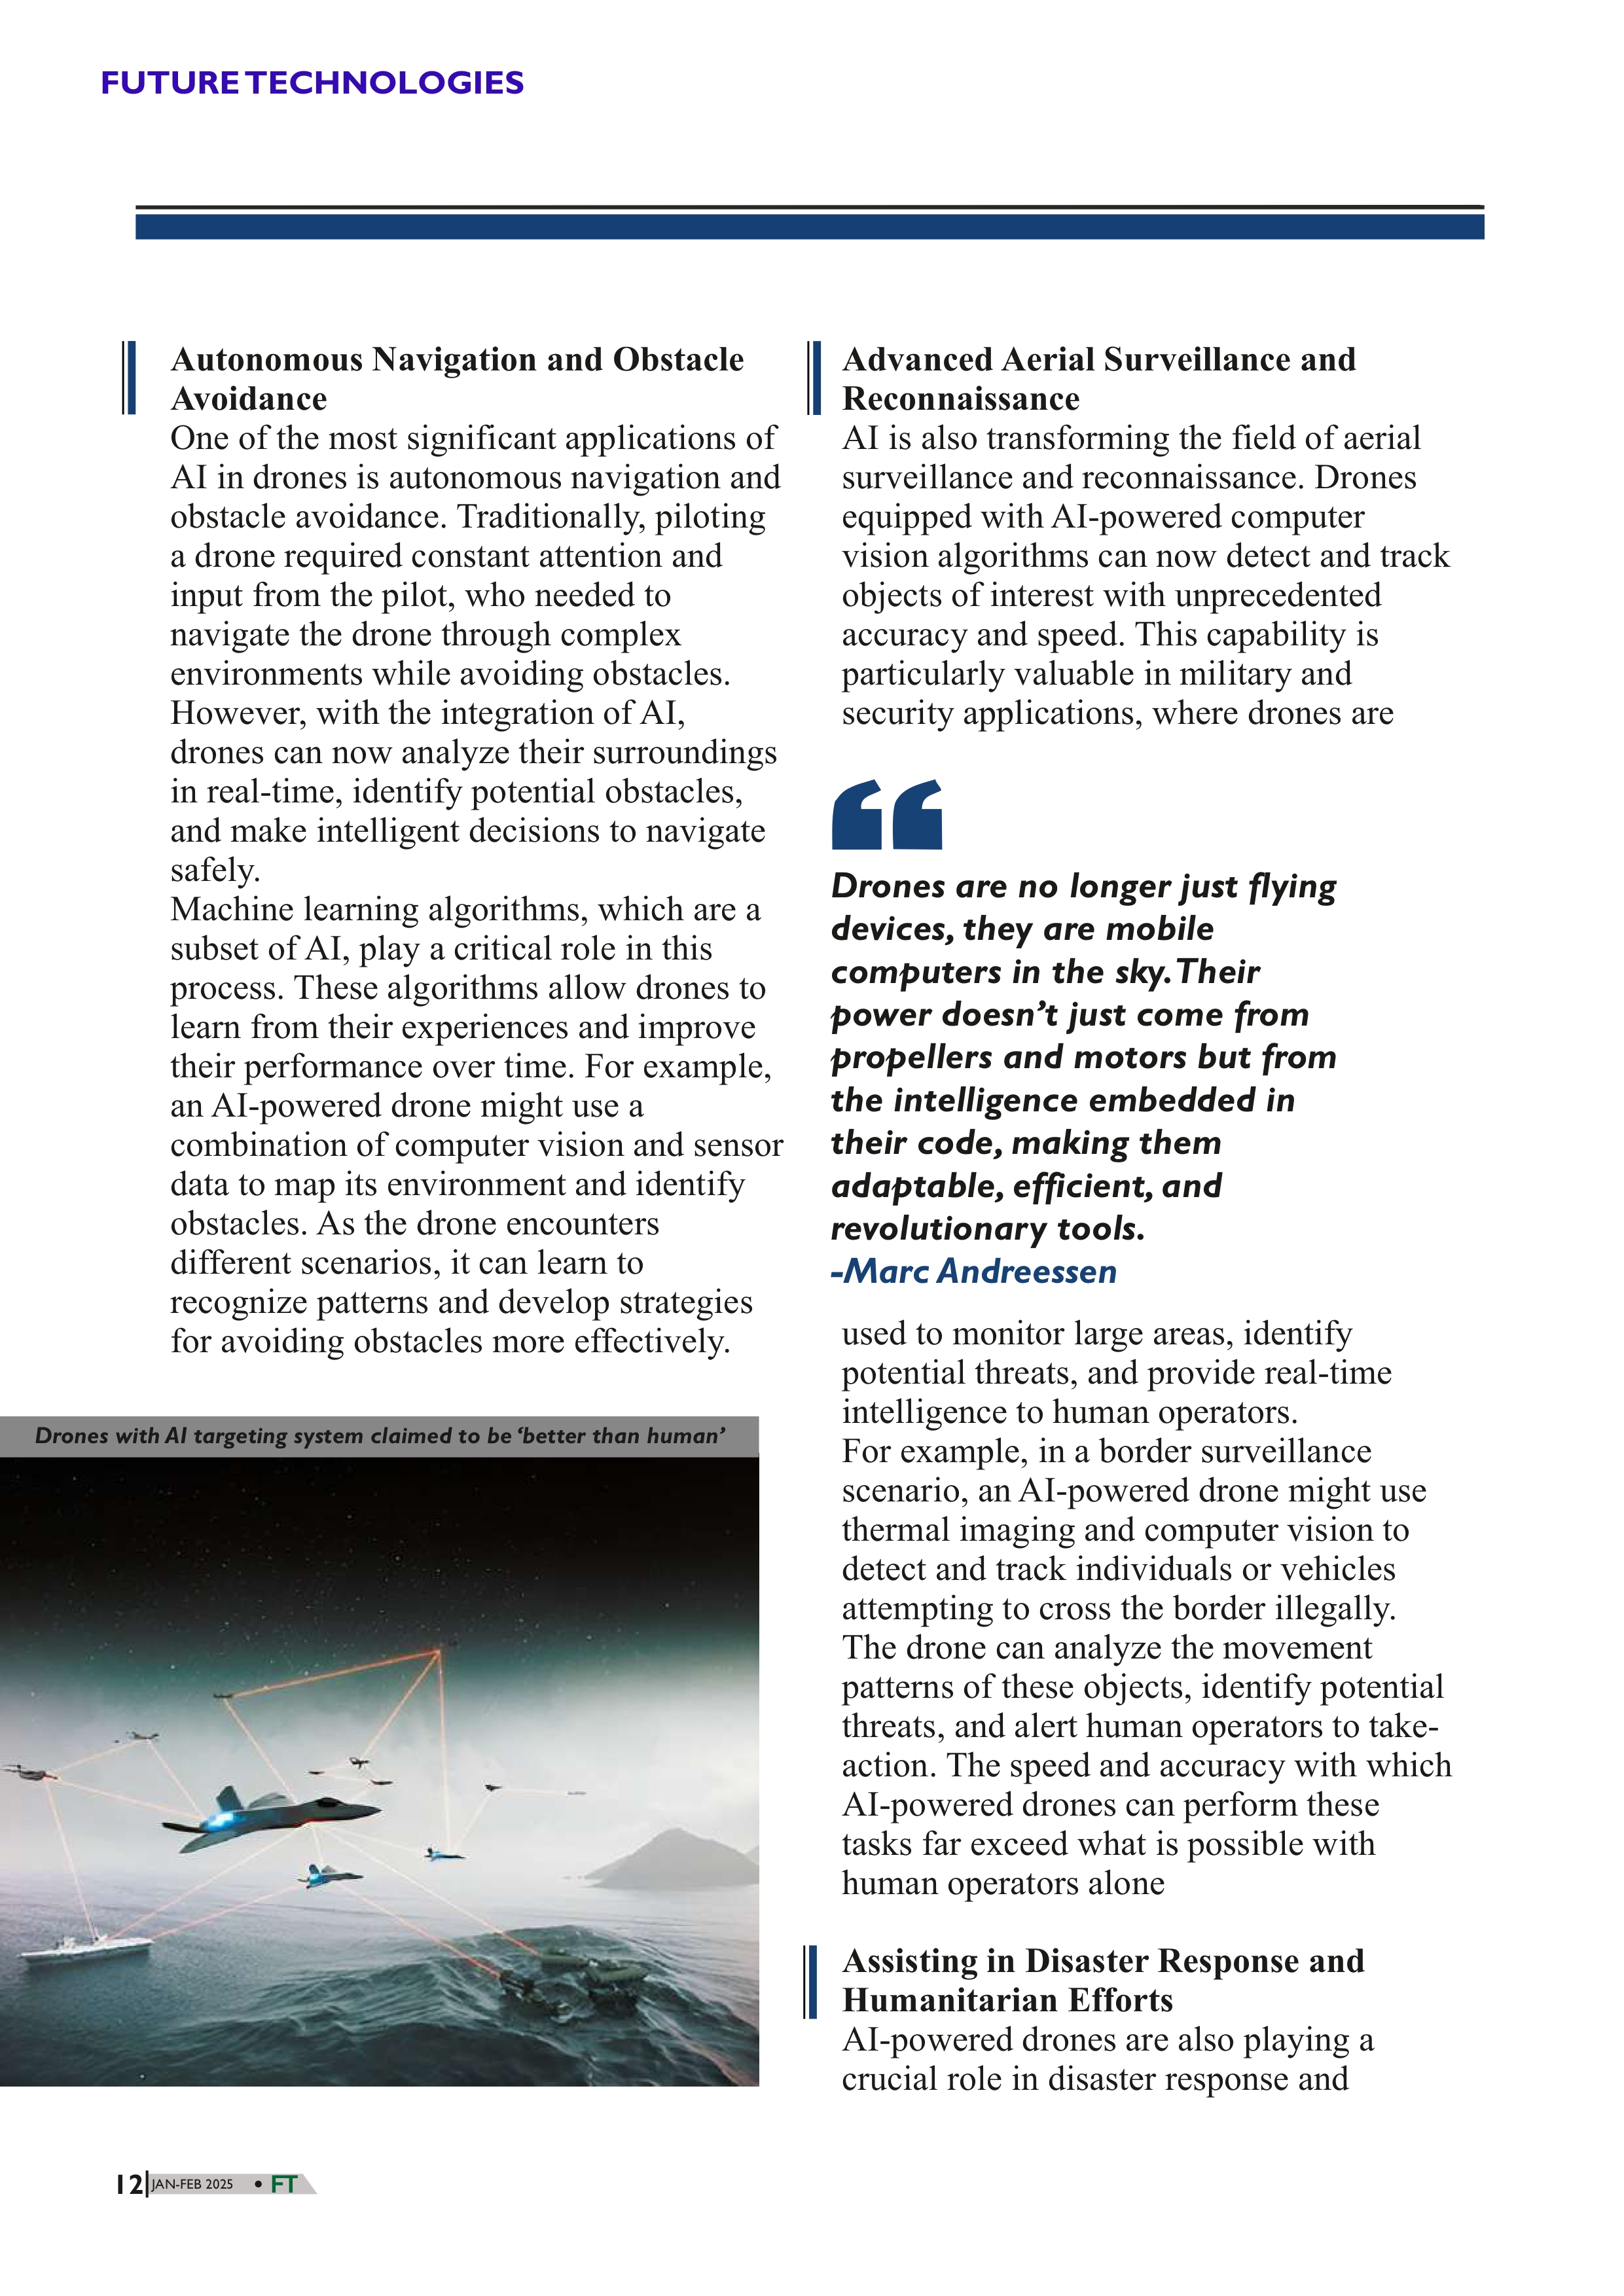 FUTURE TECHNOLOGIES
Autonomous Navigation and Obstacle
Avoidance
One of the most significant applications of
AI in drones is autonomous navigation and
obstacle avoidance. Traditionally, piloting
a drone required constant attention and
input from the pilot, who needed to
navigate the drone through complex
environments while avoiding obstacles.
However, with the integration of AI,
drones can now analyze their surroundings
in real-time, identify potential obstacles,
and make intelligent decisions to navigate
safely.
Machine learning algorithms, which are a
subset of AI, play a critical role in this
process. These algorithms allow drones to
learn from their experiences and improve
their performance over time. For example,
an AI-powered drone might use a
combination of computer vision and sensor
data to map its environment and identify
obstacles. As the drone encounters
different scenarios, it can learn to
recognize patterns and develop strategies
for avoiding obstacles more effectively.
Drones with AI targeting system claimed to be ‘better than human’
Advanced Aerial Surveillance and
Reconnaissance
AI is also transforming the field of aerial
surveillance and reconnaissance. Drones
equipped with AI-powered computer
vision algorithms can now detect and track
objects of interest with unprecedented
accuracy and speed. This capability is
particularly valuable in military and
security applications, where drones are
“
Drones are no longer just flying
devices, they are mobile
computers in the sky. Their
power doesn’t just come from
propellers and motors but from
the intelligence embedded in
their code, making them
adaptable, efficient, and
revolutionary tools.
-Marc Andreessen
used to monitor large areas, identify
potential threats, and provide real-time
intelligence to human operators.
For example, in a border surveillance
scenario, an AI-powered drone might use
thermal imaging and computer vision to
detect and track individuals or vehicles
attempting to cross the border illegally.
The drone can analyze the movement
patterns of these objects, identify potential
threats, and alert human operators to take-
action. The speed and accuracy with which
AI-powered drones can perform these
tasks far exceed what is possible with
human operators alone
Assisting in Disaster Response and
Humanitarian Efforts
AI-powered drones are also playing a
crucial role in disaster response and
12 JAN-FEB 2025 • FT